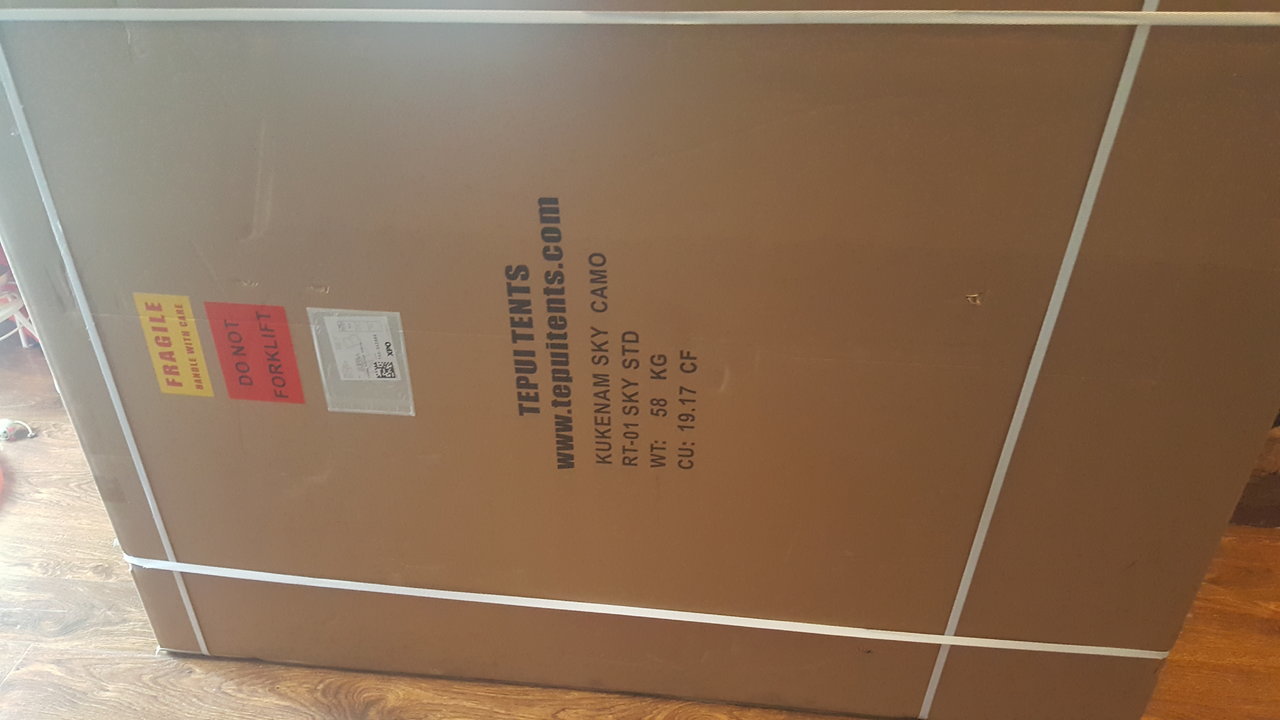 FRAGILE
HANDLE WITH CARE
DO NOT
FORKLIFT
XPO
TEPUI TENTS
www.tepuitents.com
KUKENAM SKY CAMO
RT-01 SKY STD
WT: 58 KG
CU: 19.17 CF